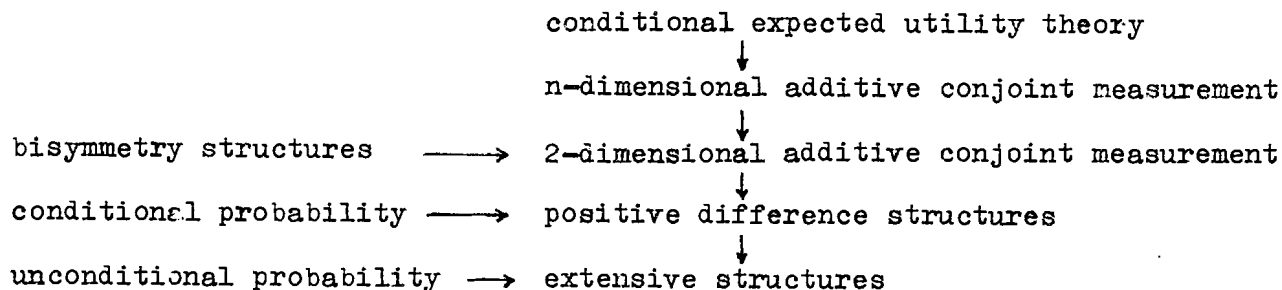 conditional expected utility theory
n-dimensional additive conjoint measurement
bisymmetry structures → 2-dimensional additive conjoint measurement
conditional probability → positive difference structures
unconditional probability → extensive structures